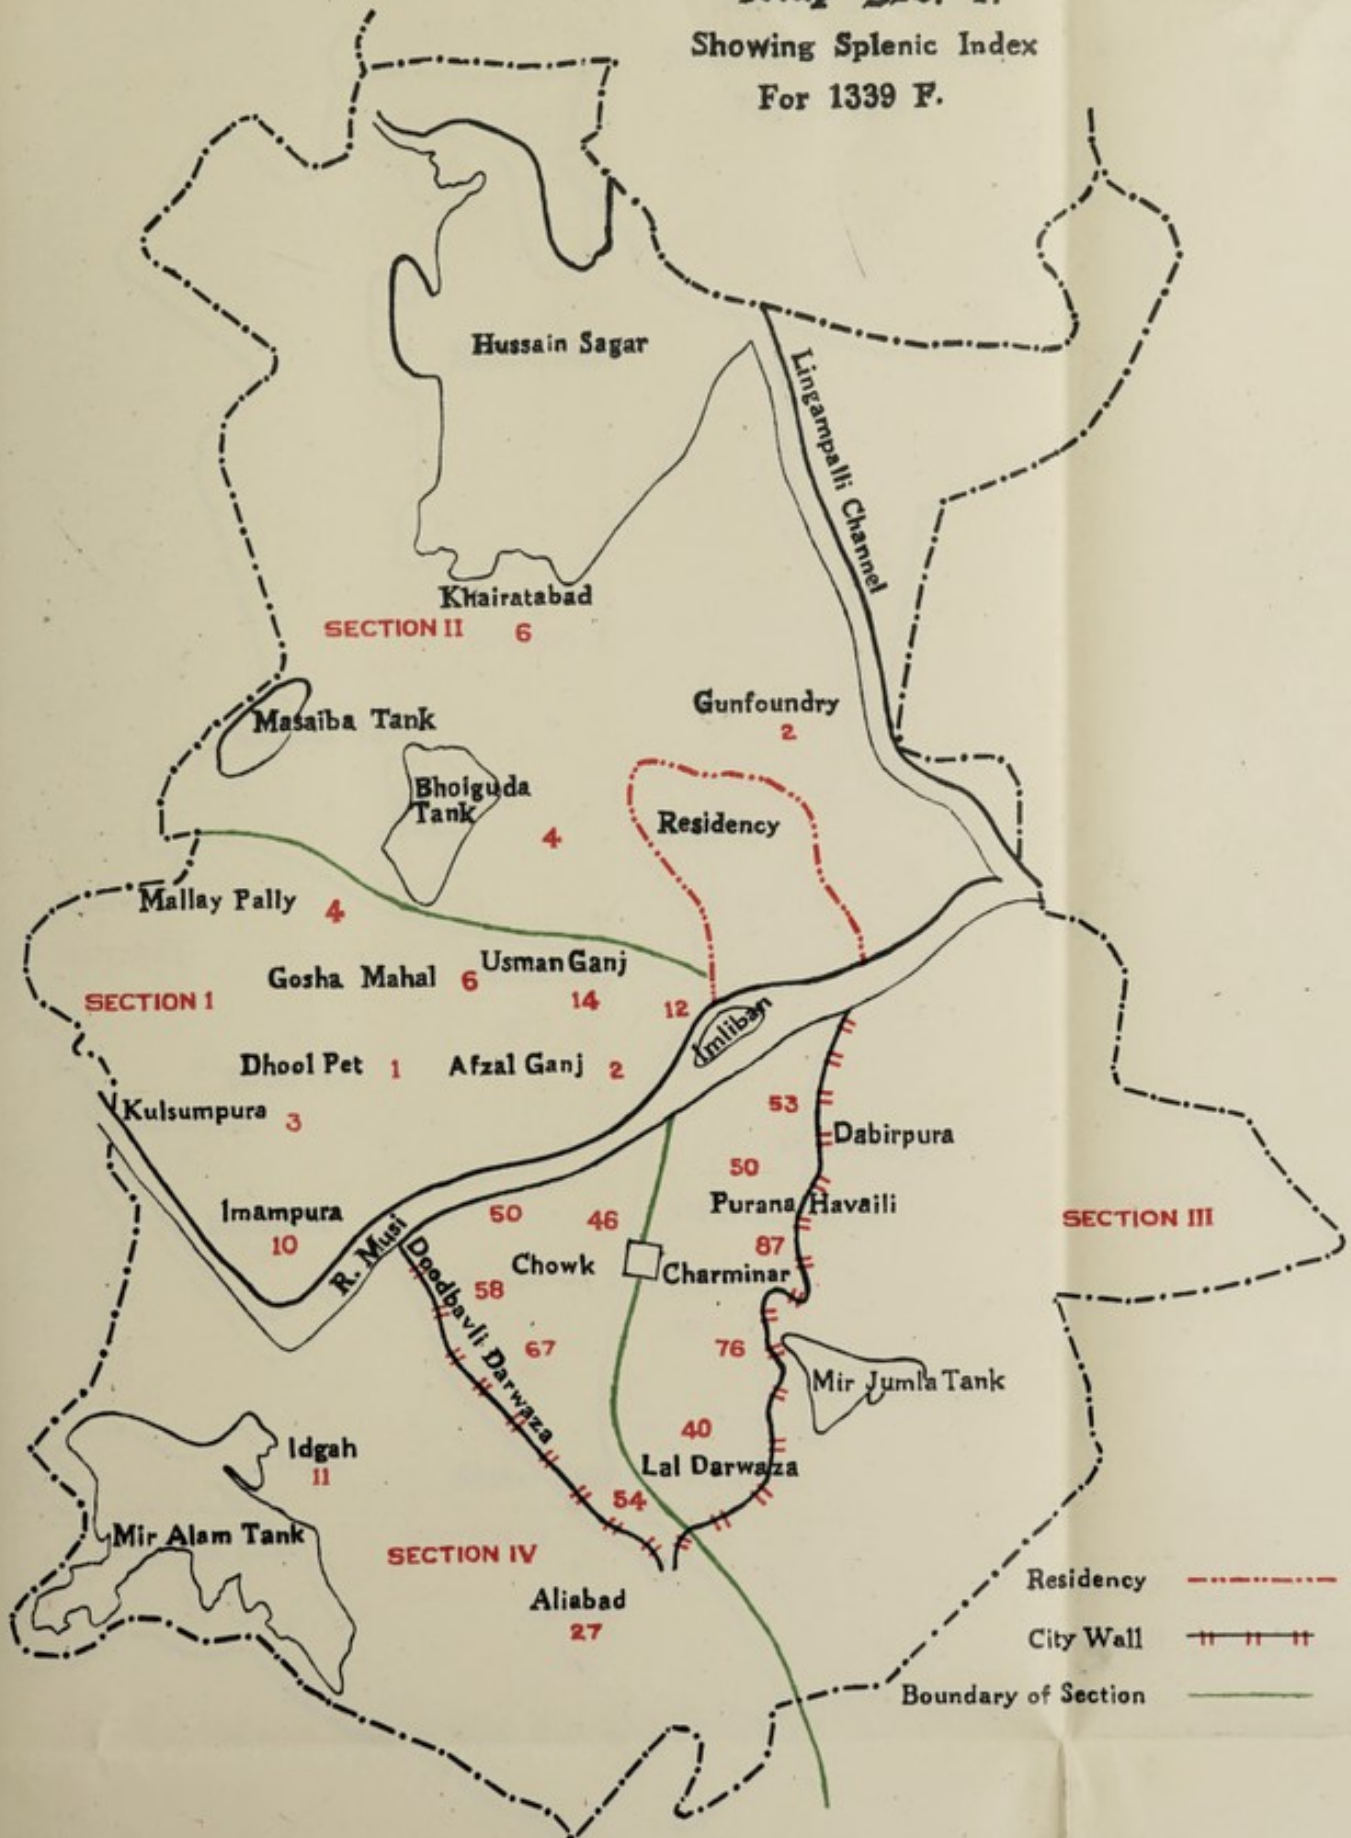 Showing Splenic Index
For 1339 F.
Hussain Sagar
Lingampalli Channel
Khairatabad
SECTION II
6
Gunfoundry
2
Masaiba Tank
Bhoiguda
Tank
4
Residency
Mallay Pally
4
Usman Ganj
Gosha Mahal
6
14
12
SECTION I
Imliban
Dhool Pet
1
Afzal Ganj
2
Kulsumpura
3
53
Dabirpura
50
Purana Havaili
Imampura
10
R. Musi
50
46
SECTION III
87
Chowk
Charminar
Doodbavli Darwaza
58
67
76
Mir Jumla Tank
40
Lal Darwaza
Idgah
11
54
Mir Alam Tank
SECTION IV
Aliabad
27
Residency
City Wall
Boundary of Section